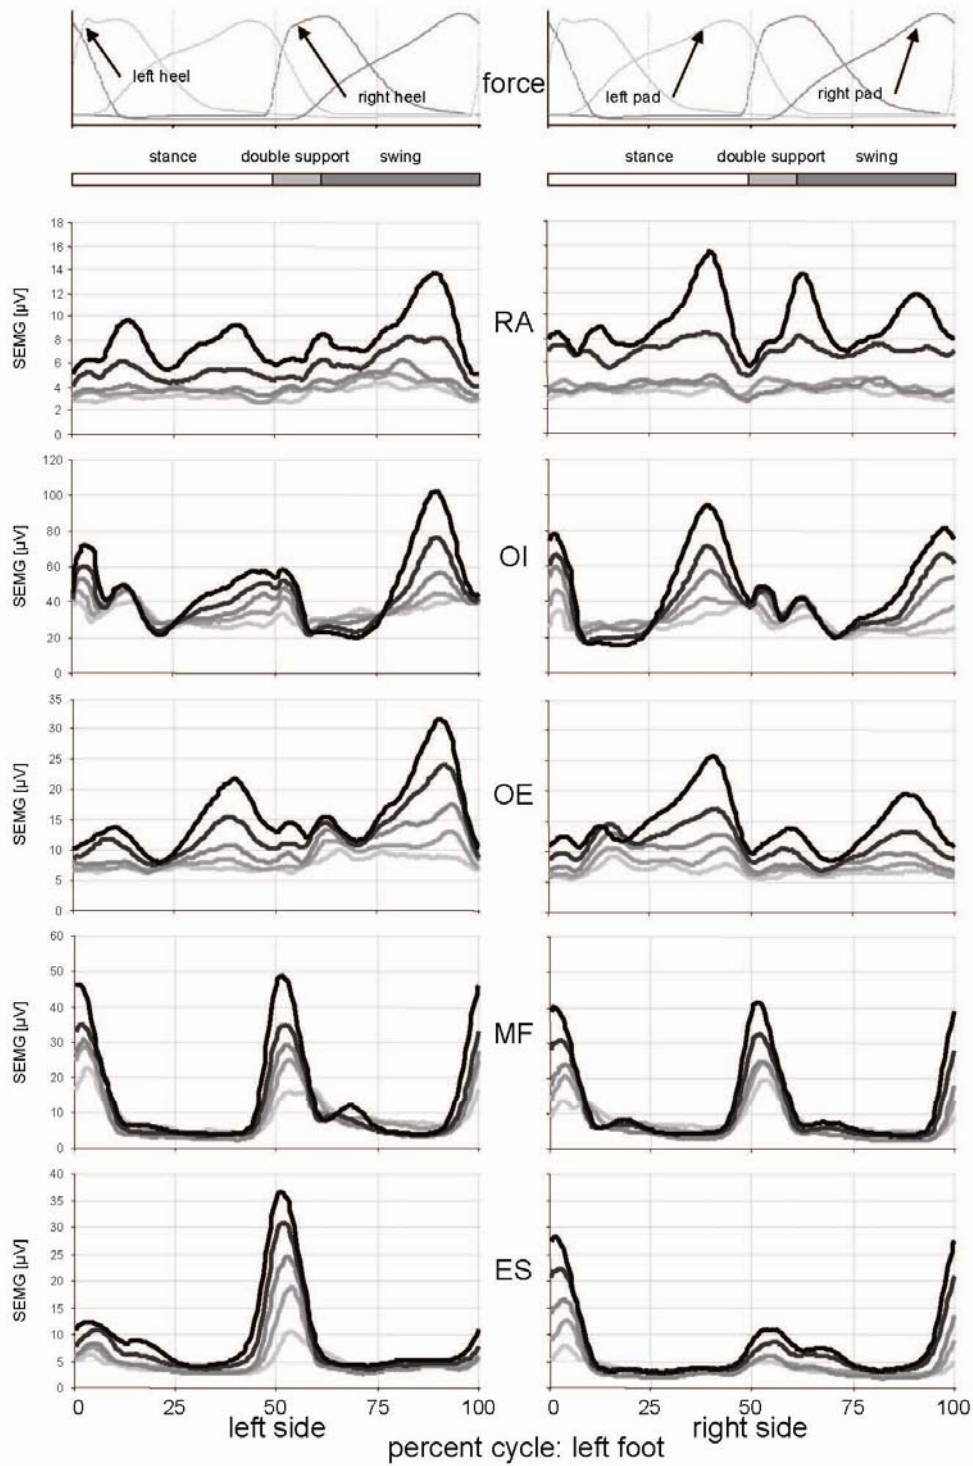 left heel
right heel
force
left pad
right pad
stance double support swing
stance double support swing
SEMG [µV]
18
16
14
12
10
8
6
4
2
0
RA
SEMG [µV]
120
100
80
60
40
20
0
OI
SEMG [µV]
35
30
25
20
15
10
5
0
OE
SEMG [µV]
60
50
40
30
20
10
0
MF
SEMG [µV]
40
35
30
25
20
15
10
5
0
ES
0 25 50 75 100
0 25 50 75 100
left side
right side
percent cycle: left foot